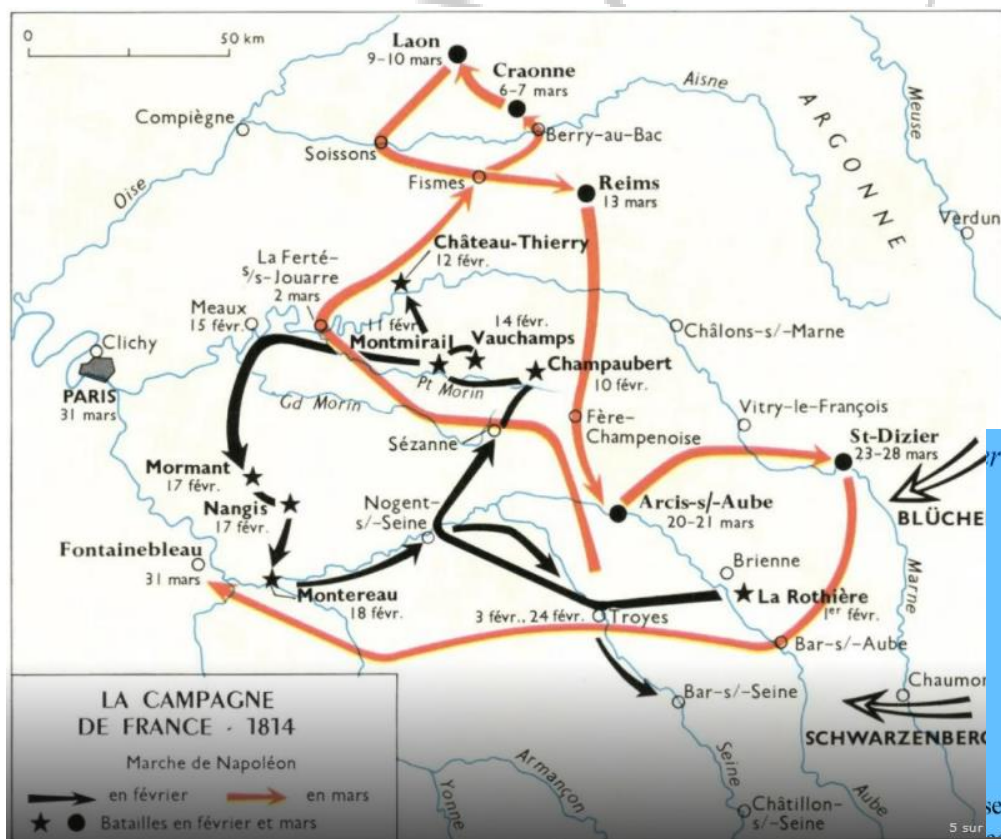 0 50 km
Laon
9-10 mars
Craonne
6-7 mars
Aisne
Meuse
ARGONNE
Compiègne
Berry-au-Bac
Soissons
Oise
Fismes
Reims
13 mars
Verdun
Château-Thierry
12 févr.
La Ferté-
s/s-Jouarre
2 mars
Meaux
15 févr.
11 févr.
Montmirail
14 févr.
Vauchamps
Châlons-s/-Marne
Clichy
Champaubert
10 févr.
PARIS
31 mars
Pt Morin
Gd Morin
Vitry-le-François
Sézanne
Fère-
Champenoise
St-Dizier
23-28 mars
Mormant
17 févr.
Nangis
17 févr.
Nogent-
s/-Seine
Arcis-s/-Aube
20-21 mars
BLÜCHE
Fontainebleau
31 mars
Brienne
Marne
Montereau
18 févr.
La Rothière
1er févr.
3 févr., 24 févr.
Troyes
Bar-s/-Aube
Bar-s/-Seine
Chaumon
SCHWARZENBERG
LA CAMPAGNE
DE FRANCE - 1814
Marche de Napoléon
en février en mars
Batailles en février et mars
Yonne
Armançon
Seine
Aube
Châtillon-
s/-Seine
5 sur